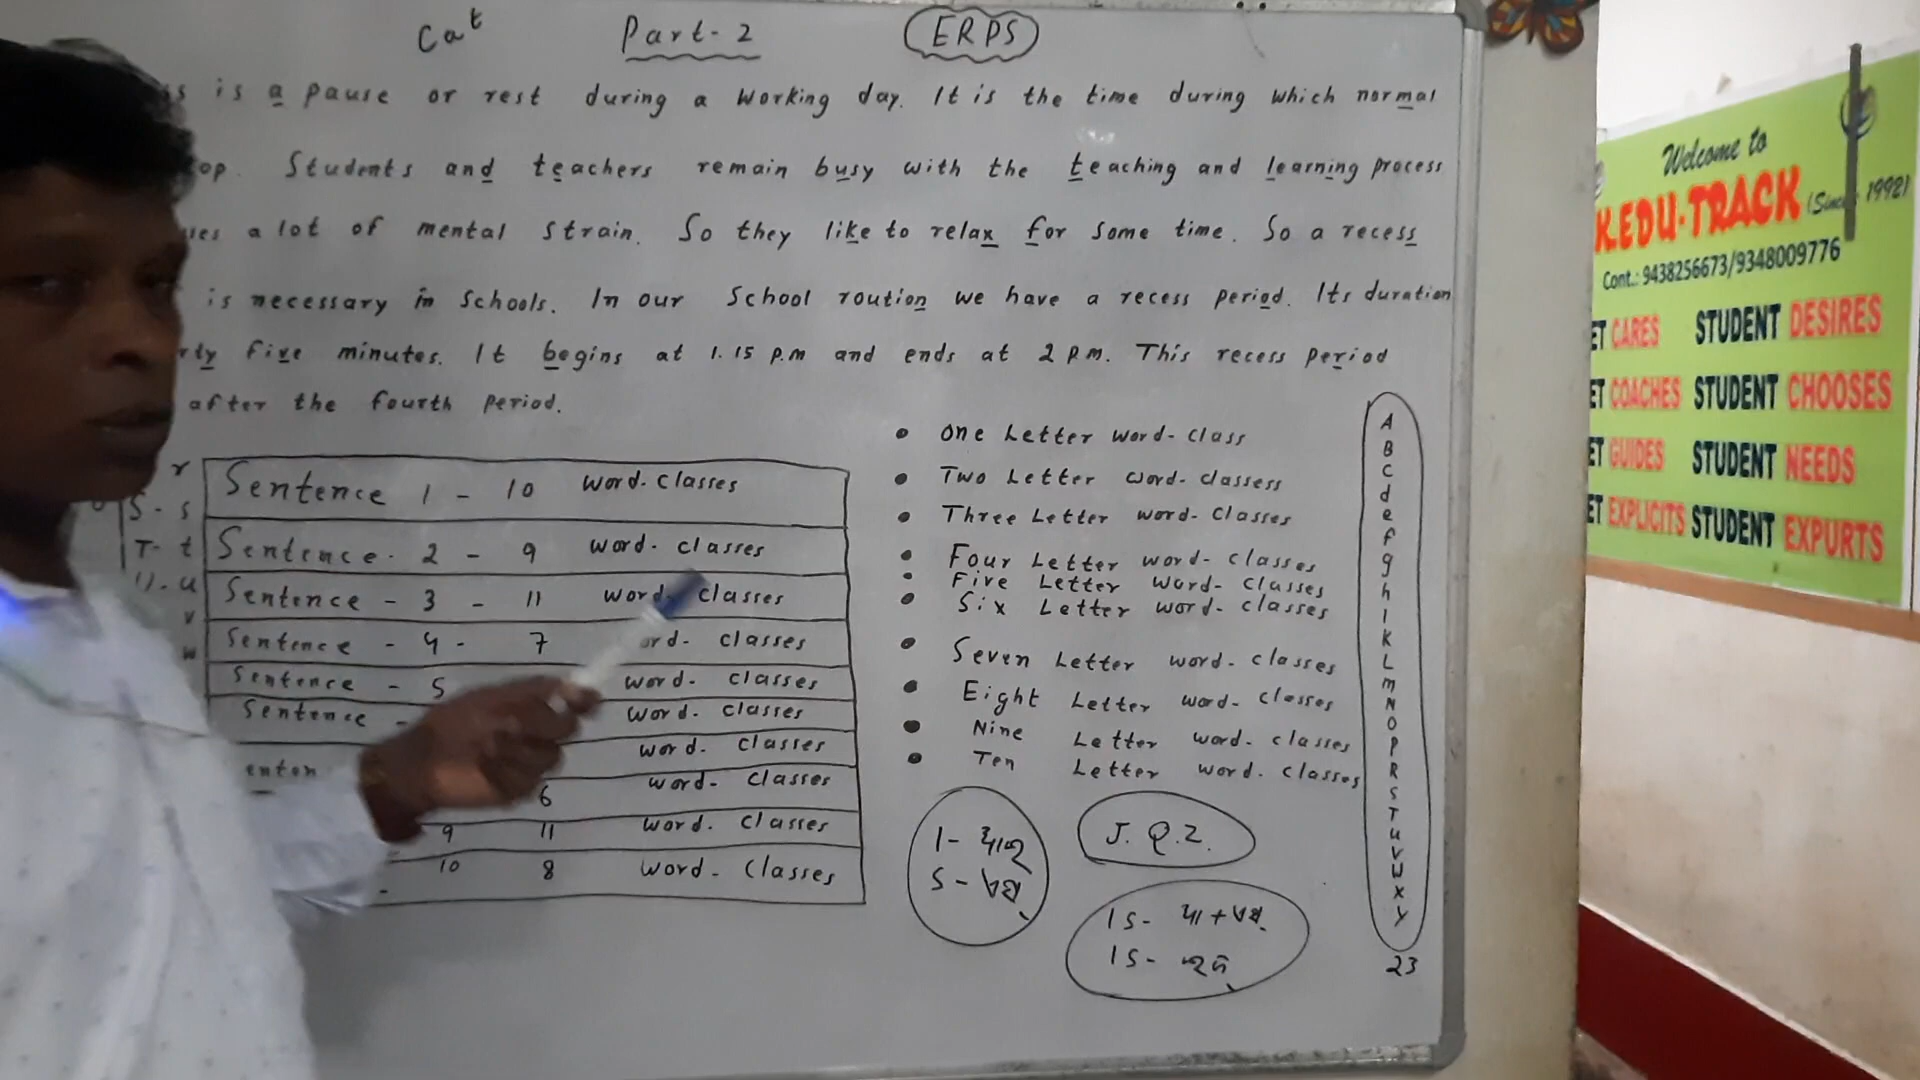 cat Part-2 ERPS
is a pause or rest during a working day. It is the time during which normal
Students and teachers remain busy with the teaching and learning process
a lot of mental strain. So they like to relax for some time. So a recess
is necessary in schools. In our school roution we have a recess period. Its duration
five minutes. It begins at 1.15 p.m and ends at 2 p.m. This recess period
after the fourth period.
r
S - s
T - t
U - u
v
w
Sentence 1 - 10 word-classes
Sentence - 2 - 9 word-classes
Sentence - 3 - 11 word-classes
Sentence - 4 - 7 word-classes
Sentence - 5 word-classes
Sentence - word-classes
word-classes
6 word-classes
9 11 word-classes
10 8 word-classes
• One Letter word-class
• Two Letter word-classess
• Three Letter word-classes
• Four Letter word-classes
• Five Letter word-classes
• Six Letter word-classes
• Seven Letter word-classes
• Eight Letter word-classes
• Nine Letter word-classes
• Ten Letter word-classes
J. Q. Z.
A
B
C
d
e
f
g
h
I
K
L
m
N
O
P
R
S
T
u
V
W
X
Y
23
Welcome to
K.EDU-TRACK 1992)
Cont.: 9438256673/9348009776
ET CARES STUDENT DESIRES
ET COACHES STUDENT CHOOSES
ET GUIDES STUDENT NEEDS
ET EXPLICITS STUDENT EXPURTS